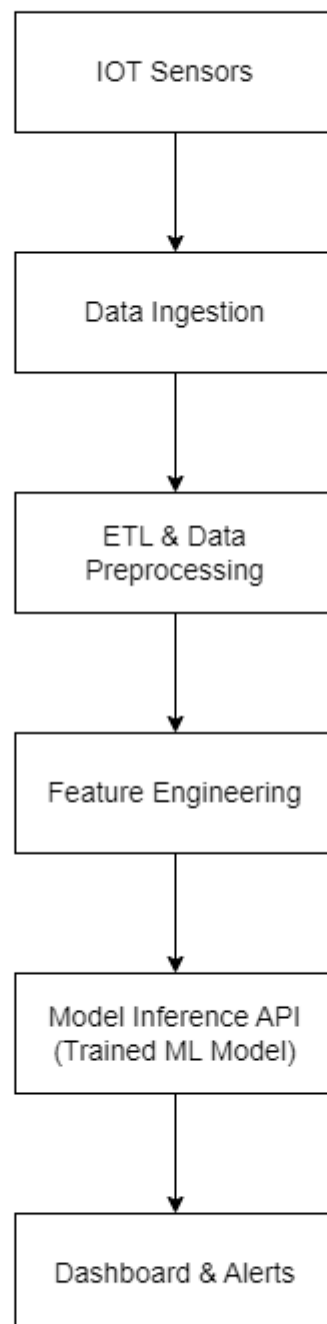 IOT Sensors
Data Ingestion
ETL & Data
Preprocessing
Feature Engineering
Model Inference API
(Trained ML Model)
Dashboard & Alerts